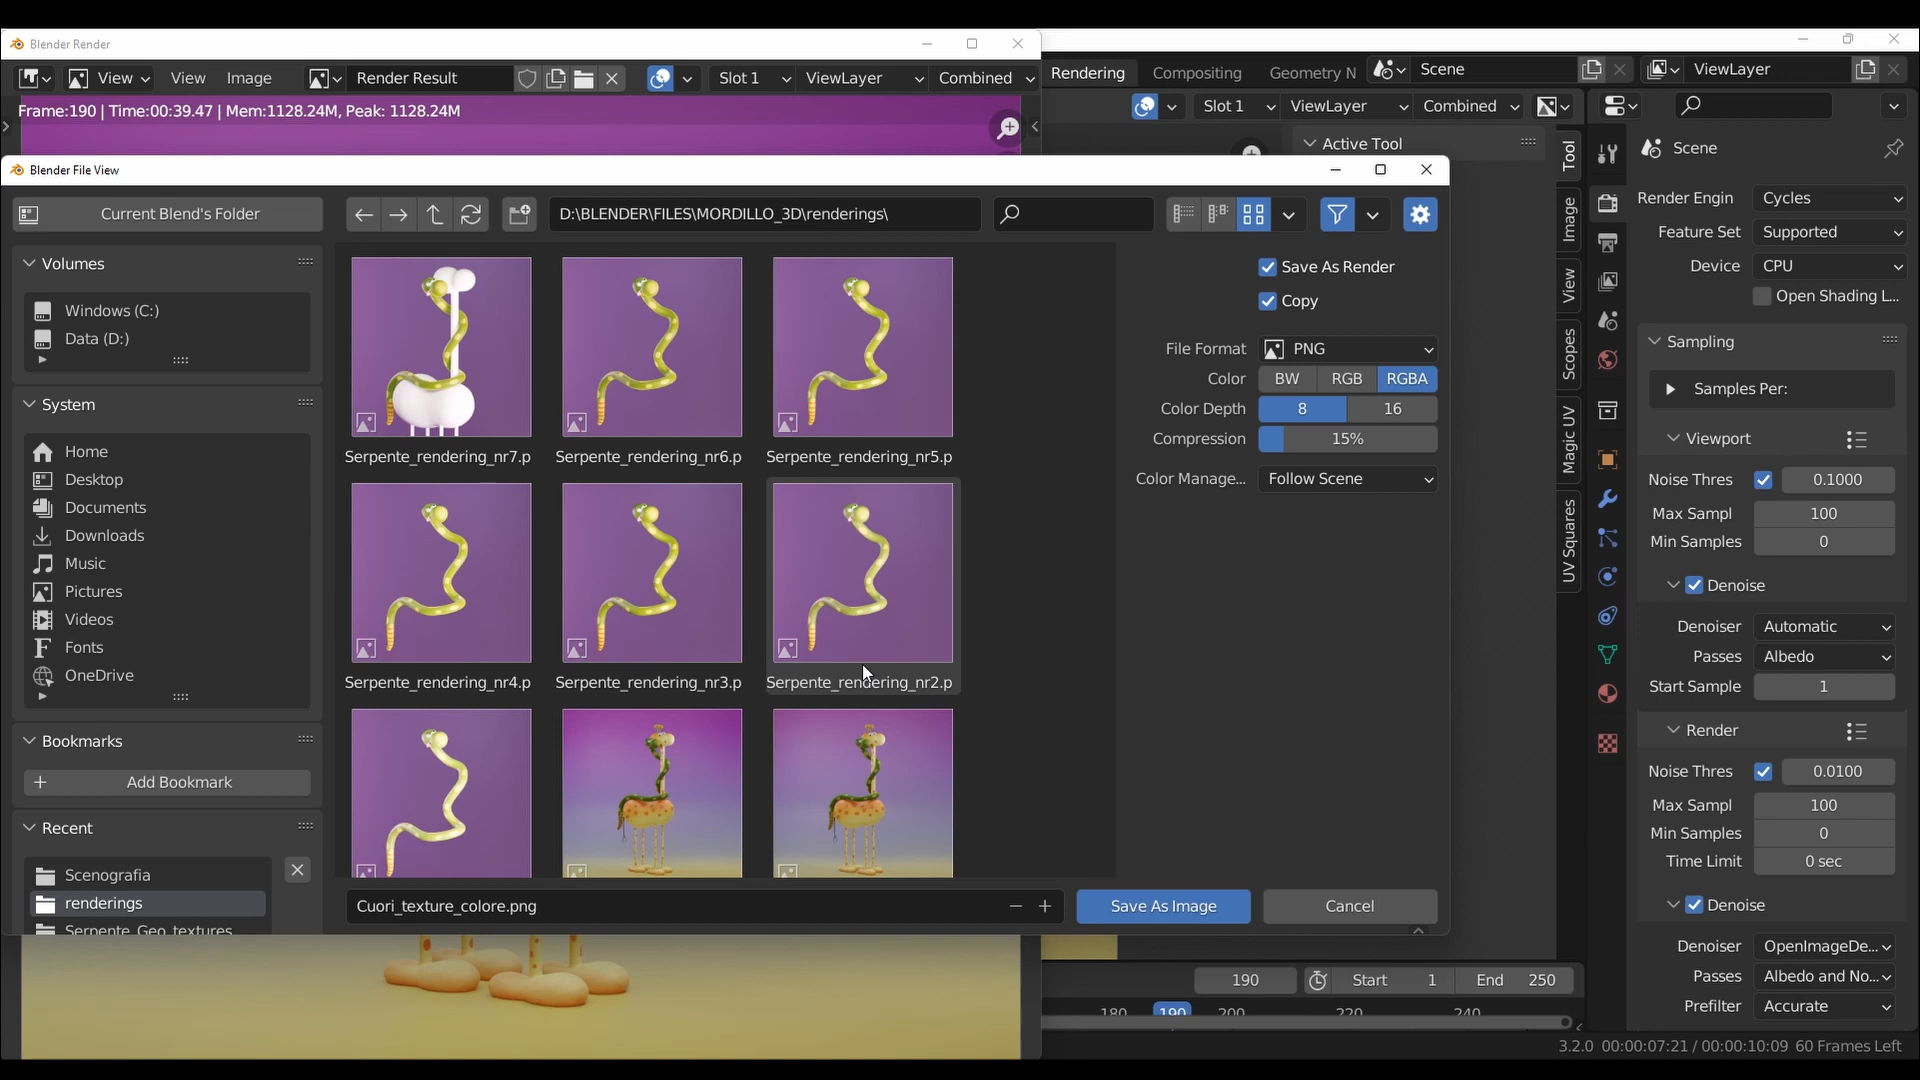 Blender Render
View
View
Image
Render Result
Slot 1
ViewLayer
Combined
Frame:190 | Time:00:39.47 | Mem:1128.24M, Peak: 1128.24M
Rendering
Compositing
Geometry N
Scene
ViewLayer
Slot 1
ViewLayer
Combined
Active Tool
Blender File View
Current Blend's Folder
D:\BLENDER\FILES\MORDILLO_3D\renderings\
Volumes
Windows (C:)
Data (D:)
System
Home
Desktop
Documents
Downloads
Music
Pictures
Videos
Fonts
OneDrive
Bookmarks
Add Bookmark
Recent
Scenografia
renderings
Serpente_Geo_textures
Serpente_rendering_nr7.p
Serpente_rendering_nr6.p
Serpente_rendering_nr5.p
Serpente_rendering_nr4.p
Serpente_rendering_nr3.p
Serpente_rendering_nr2.p
Cuori_texture_colore.png
Save As Image
Cancel
Save As Render
Copy
File Format
PNG
Color
BW
RGB
RGBA
Color Depth
8
16
Compression
15%
Color Manage...
Follow Scene
Tool
Image
View
Scopes
Magic UV
UV Squares
Scene
Render Engin
Cycles
Feature Set
Supported
Device
CPU
Open Shading L...
Sampling
Samples Per:
Viewport
Noise Thres
0.1000
Max Sampl
100
Min Samples
0
Denoise
Denoiser
Automatic
Passes
Albedo
Start Sample
1
Render
Noise Thres
0.0100
Max Sampl
100
Min Samples
0
Time Limit
0 sec
Denoise
Denoiser
OpenImageDe...
Passes
Albedo and No...
Prefilter
Accurate
190
Start
1
End
250
180
190
200
220
240
3.2.0
00:00:07:21 / 00:00:10:09
60 Frames Left